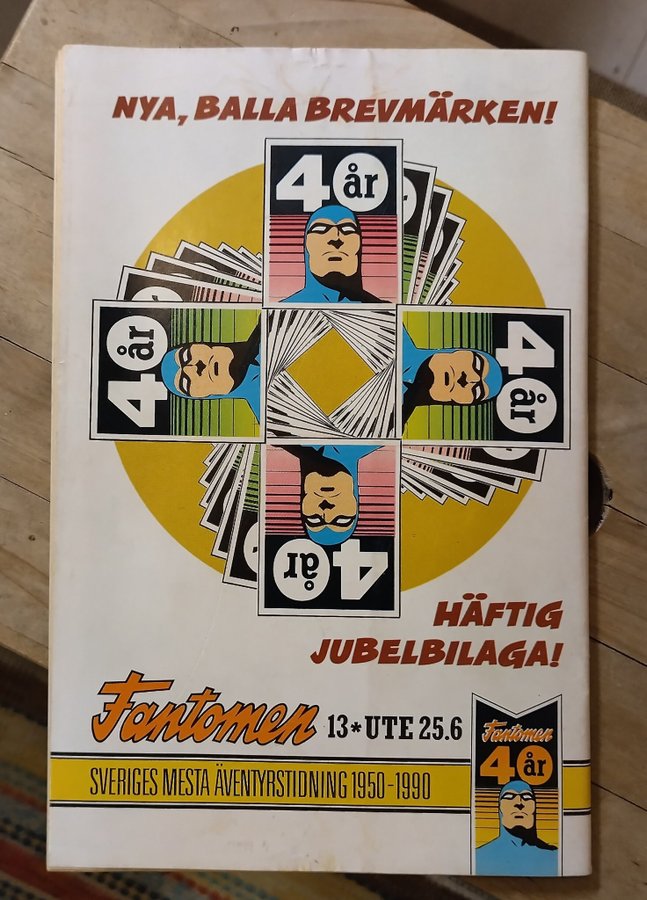 NYA, BALLA BREVMÄRKEN!
40 år
40 år
40 år
40 år
HÄFTIG
JUBELBILAGA!
Fantomen 13*UTE 25.6
Fantomen
40 år
SVERIGES MESTA ÄVENTYRSTIDNING 1950-1990